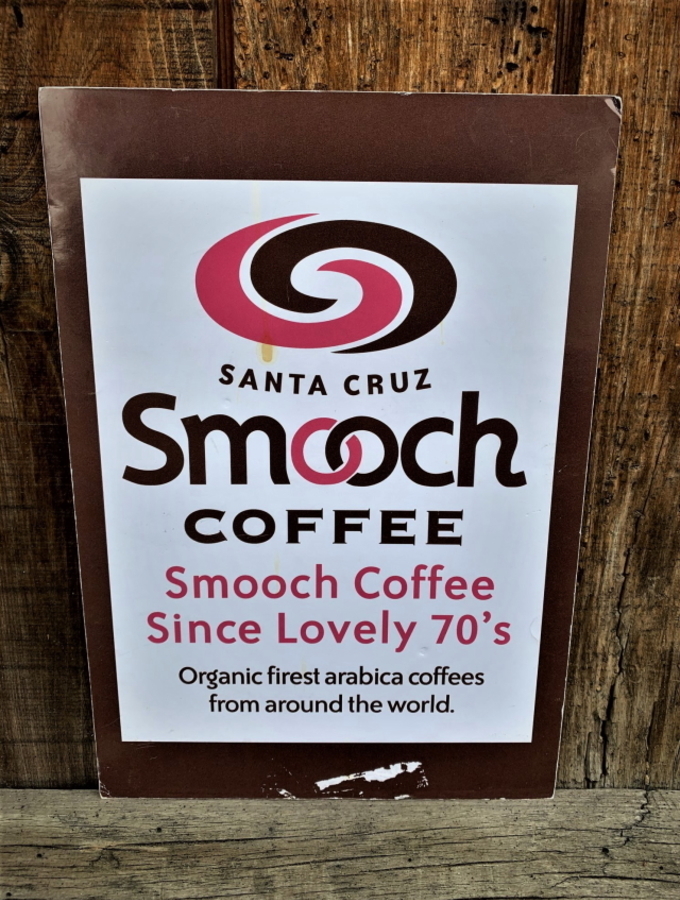 SANTA CRUZ
Smooch
COFFEE
Smooch Coffee
Since Lovely 70's
Organic firest arabica coffees
from around the world.